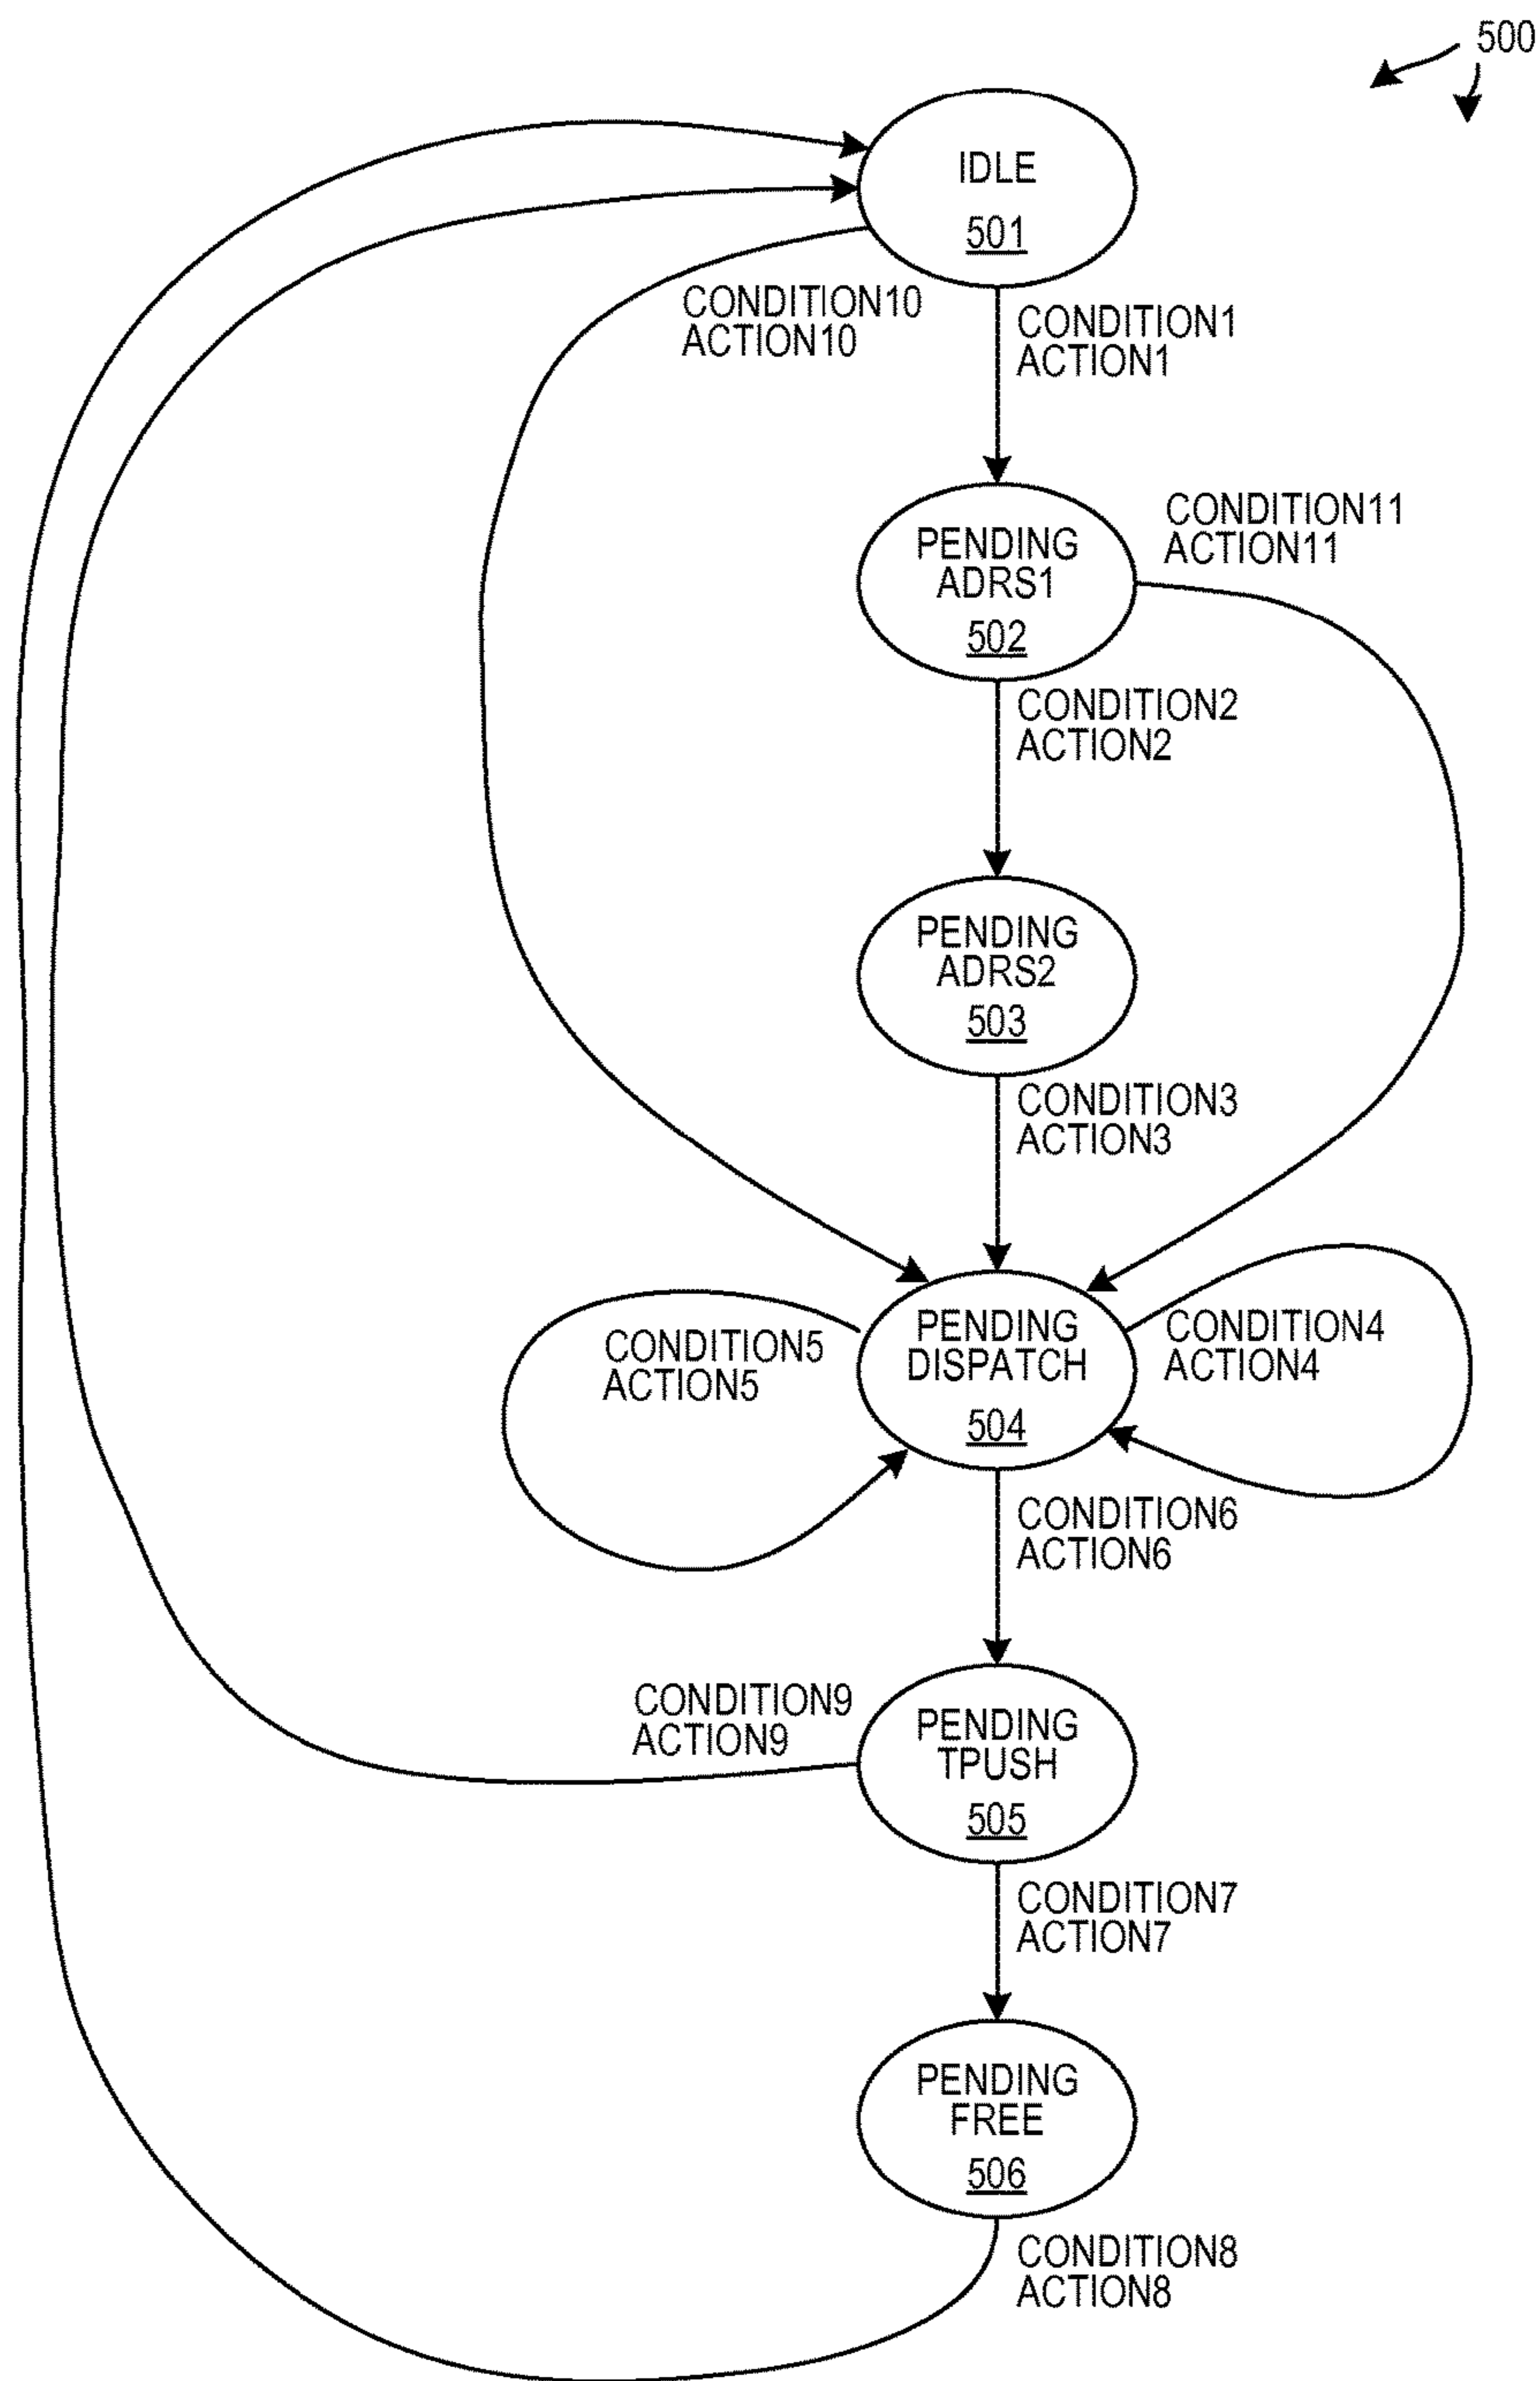 500
IDLE
501
CONDITION10
ACTION10
CONDITION1
ACTION1
PENDING
ADRS1
502
CONDITION11
ACTION11
CONDITION2
ACTION2
PENDING
ADRS2
503
CONDITION3
ACTION3
PENDING
DISPATCH
504
CONDITION5
ACTION5
CONDITION4
ACTION4
CONDITION6
ACTION6
CONDITION9
ACTION9
PENDING
TPUSH
505
CONDITION7
ACTION7
PENDING
FREE
506
CONDITION8
ACTION8